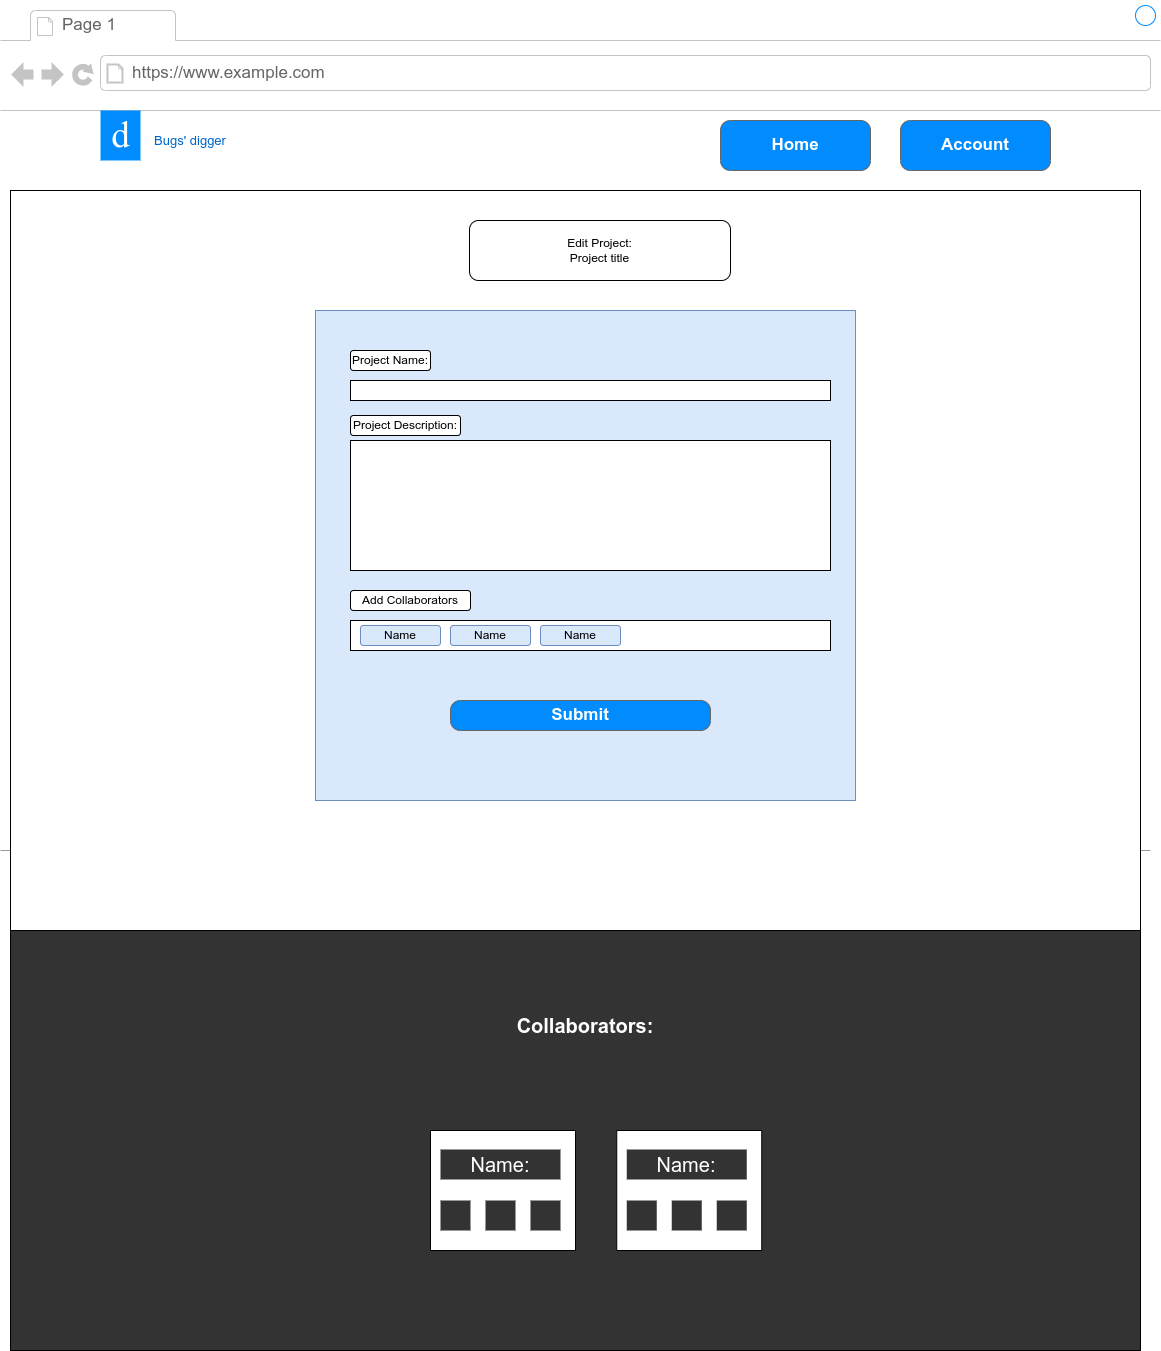 Page 1
https://www.example.com
d
Bugs' digger
Home
Account
Edit Project:
Project title
Project Name:
Project Description:
Add Collaborators
Name
Name
Name
Submit
Collaborators:
Name:
Name: